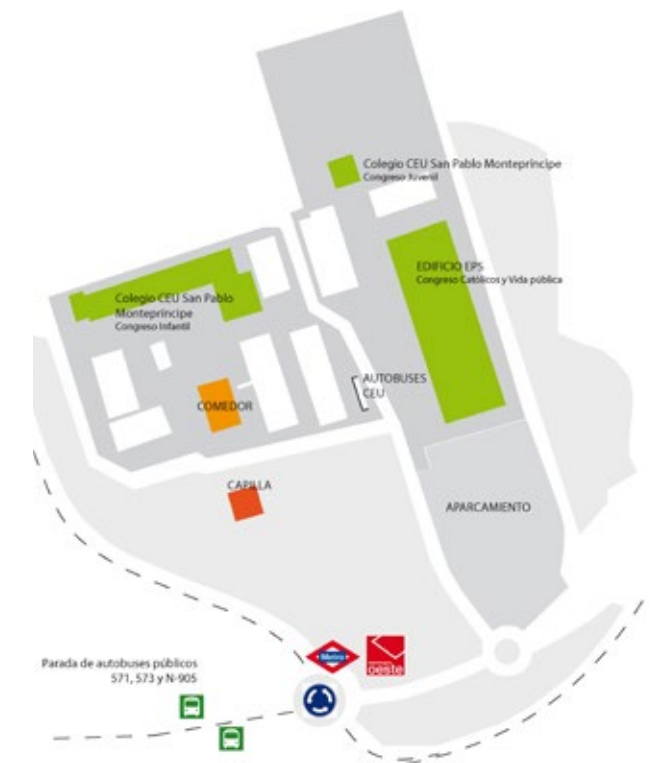 Colegio CEU San Pablo Montepríncipe
Congreso Juvenil
EDIFICIO EPS
Congreso Católicos y Vida pública
Colegio CEU San Pablo
Montepríncipe
Congreso Infantil
AUTOBUSES
CEU
COMEDOR
CAPILLA
APARCAMIENTO
Metro
oeste
Parada de autobuses públicos
571, 573 y N-905